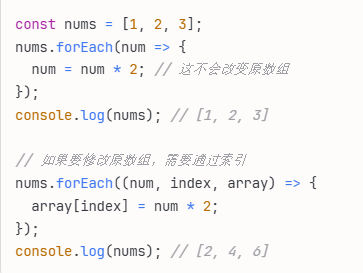 const nums = [1, 2, 3];
nums.forEach(num => {
  num = num * 2; // 这不会改变原数组
});
console.log(nums); // [1, 2, 3]

// 如果要修改原数组，需要通过索引
nums.forEach((num, index, array) => {
  array[index] = num * 2;
});
console.log(nums); // [2, 4, 6]